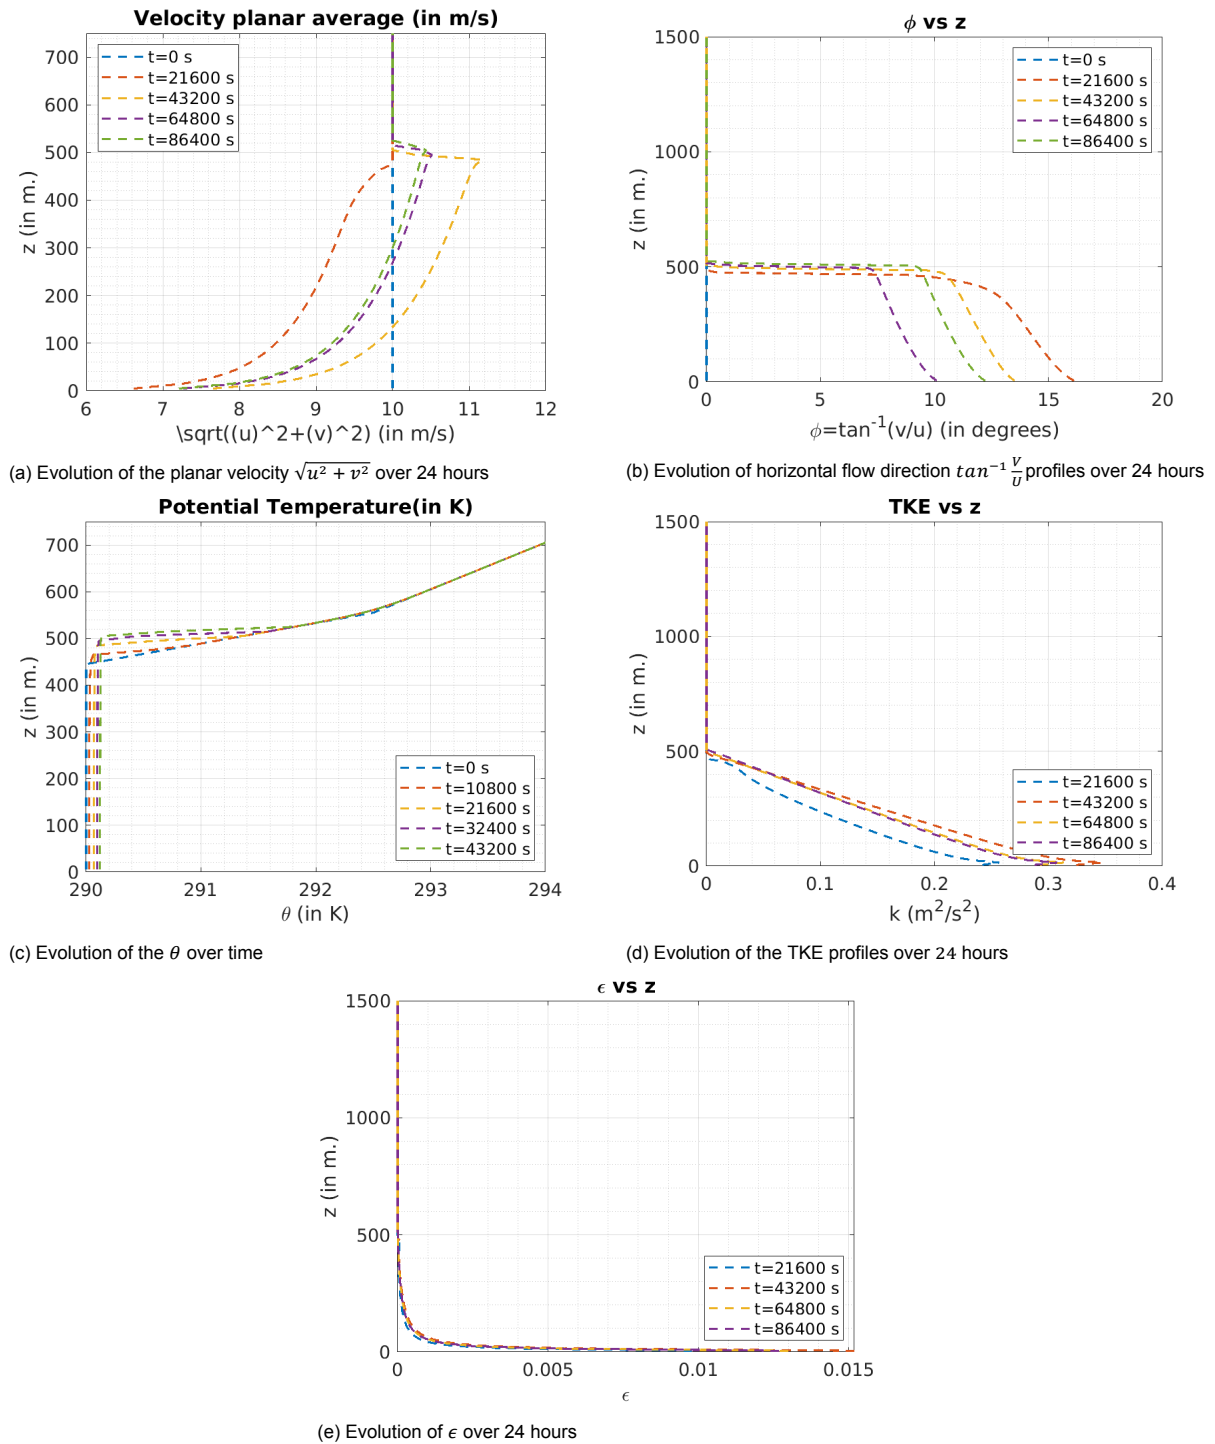 Velocity planar average (in m/s)
z (in m.)
700
600
500
400
300
200
100
0
t=0 s
t=21600 s
t=43200 s
t=64800 s
t=86400 s
6 7 8 9 10 11 12
\sqrt((u)^2+(v)^2) (in m/s)
(a) Evolution of the planar velocity √u² + v² over 24 hours
ϕ vs z
z (in m.)
1500
1000
500
0
t=0 s
t=21600 s
t=43200 s
t=64800 s
t=86400 s
0 5 10 15 20
ϕ=tan⁻¹(v/u) (in degrees)
(b) Evolution of horizontal flow direction tan⁻¹ V/U profiles over 24 hours
Potential Temperature(in K)
z (in m.)
700
600
500
400
300
200
100
0
t=0 s
t=10800 s
t=21600 s
t=32400 s
t=43200 s
290 291 292 293 294
θ (in K)
(c) Evolution of the θ over time
TKE vs z
z (in m.)
1500
1000
500
0
t=21600 s
t=43200 s
t=64800 s
t=86400 s
0 0.1 0.2 0.3 0.4
k (m²/s²)
(d) Evolution of the TKE profiles over 24 hours
ϵ vs z
z (in m.)
1500
1000
500
0
t=21600 s
t=43200 s
t=64800 s
t=86400 s
0 0.005 0.01 0.015
ϵ
(e) Evolution of ϵ over 24 hours